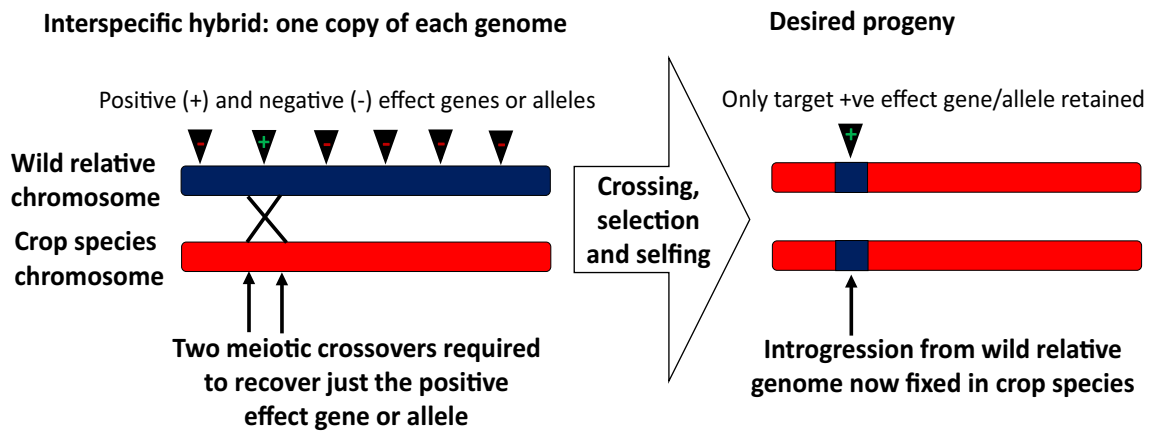 Interspecific hybrid: one copy of each genome
Desired progeny
Positive (+) and negative (-) effect genes or alleles
Only target +ve effect gene/allele retained
-
+
-
-
-
-
+
Wild relative
chromosome
Crop species
chromosome
Crossing,
selection
and selfing
Two meiotic crossovers required
to recover just the positive
effect gene or allele
Introgression from wild relative
genome now fixed in crop species